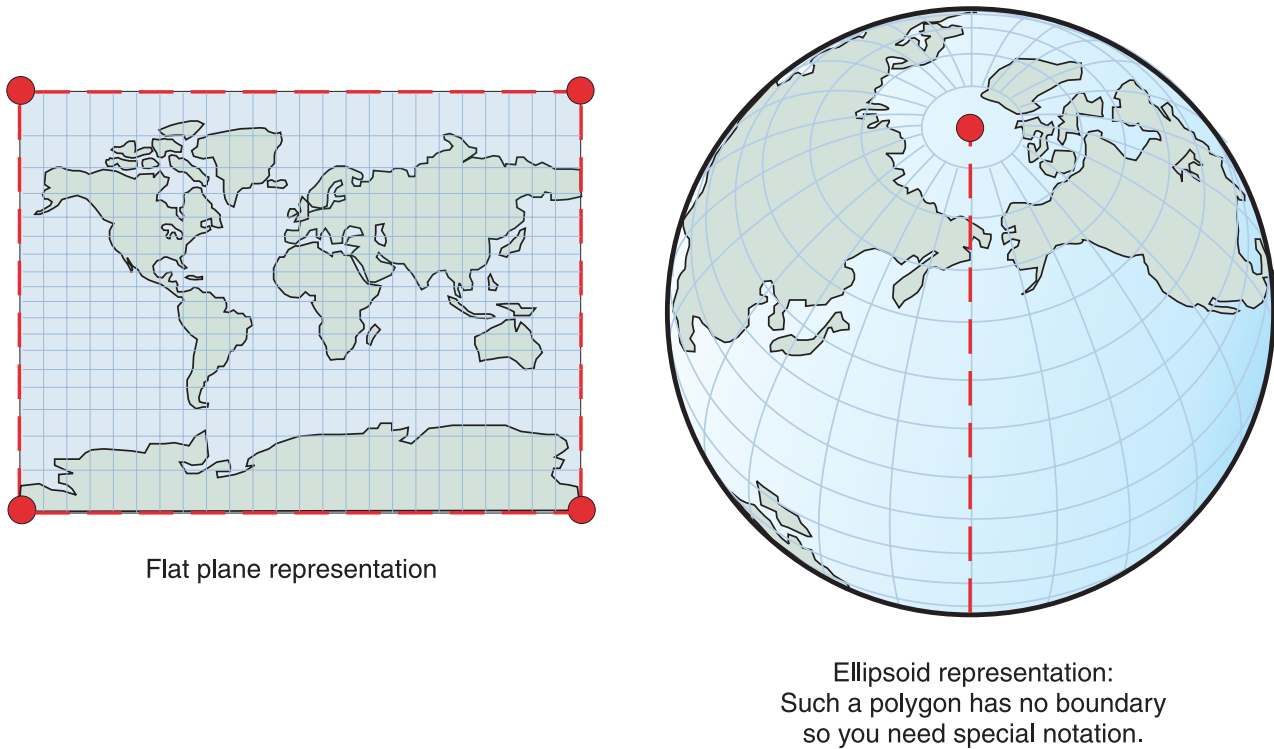 Flat plane representation
Ellipsoid representation:
Such a polygon has no boundary
so you need special notation.